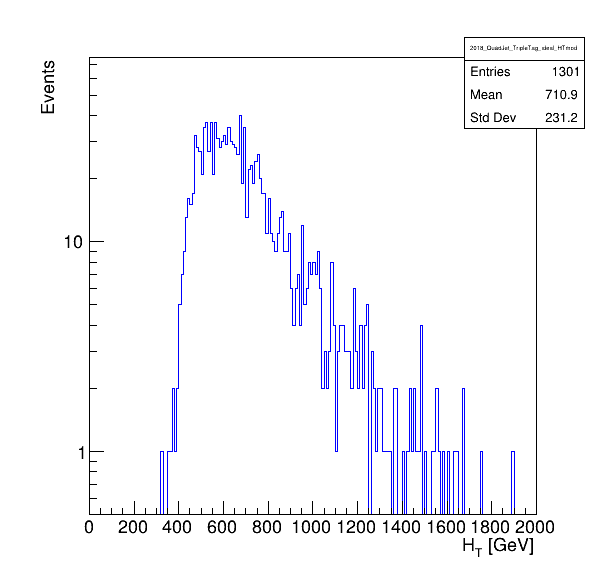 2018_QuadJet_TripleTag_ideal_HTmod
Entries 1301
Mean 710.9
Std Dev 231.2
Events
10
1
0 200 400 600 800 1000 1200 1400 1600 1800 2000
H_T [GeV]